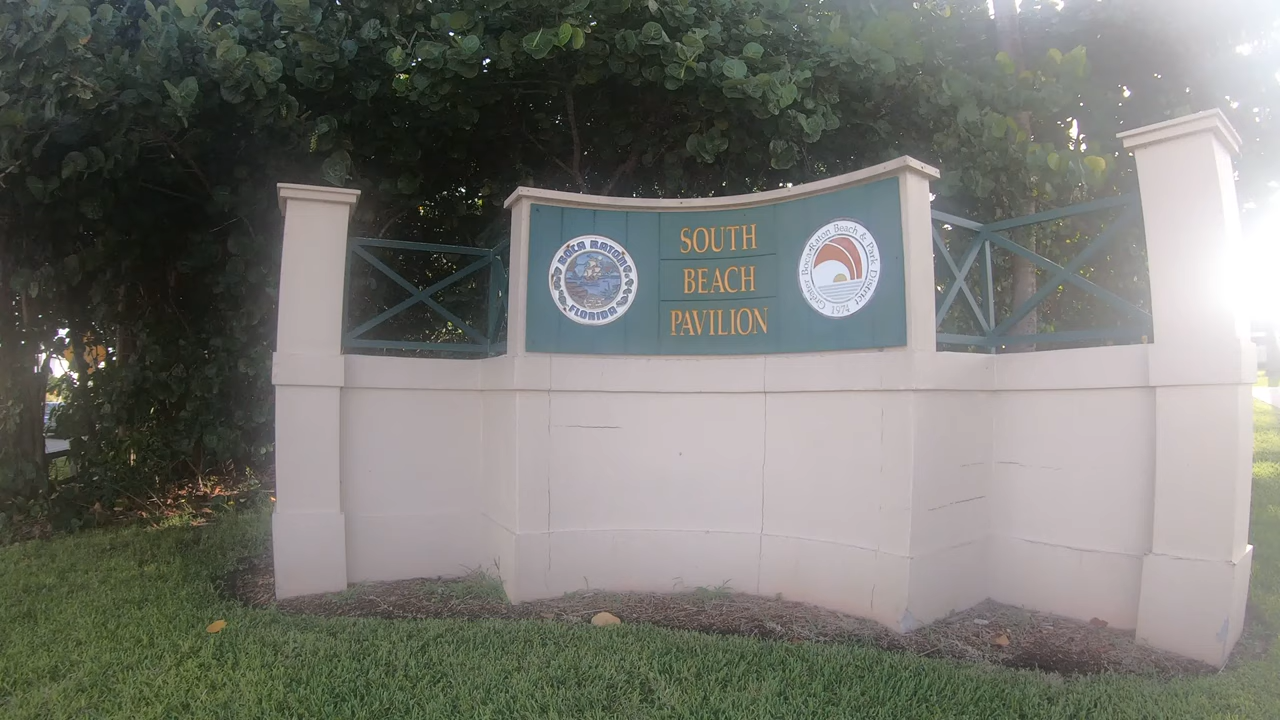 BOCA RATON
FLORIDA
SOUTH
BEACH
PAVILION
Greater Boca Raton Beach & Park District
1974